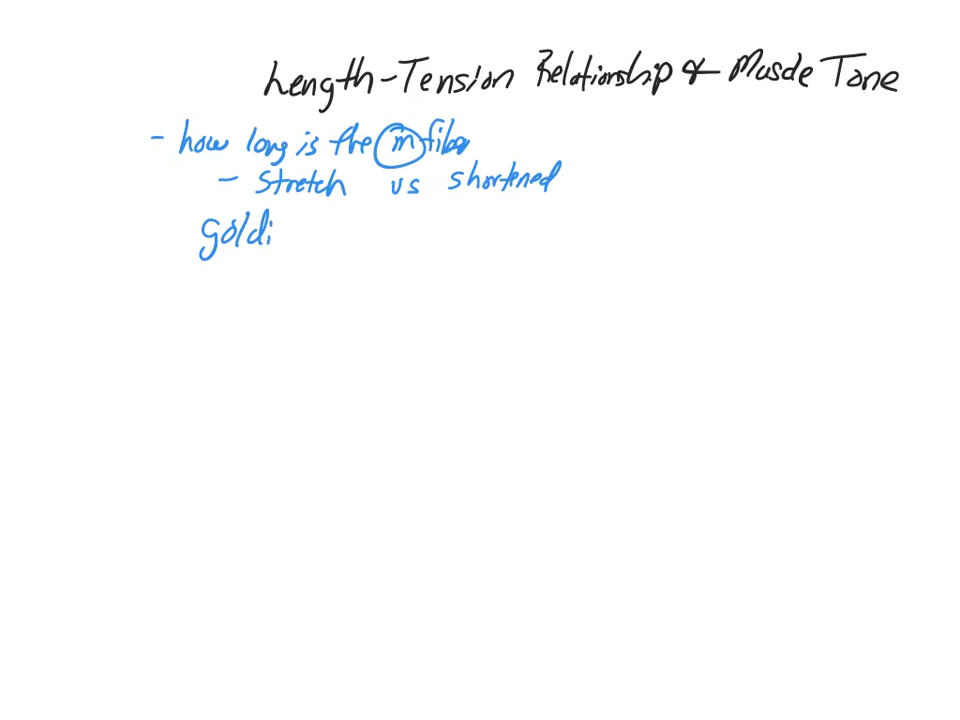 Length-Tension Relationship & Muscle Tone
- how long is the m fiber
- stretch vs shortened
goldi